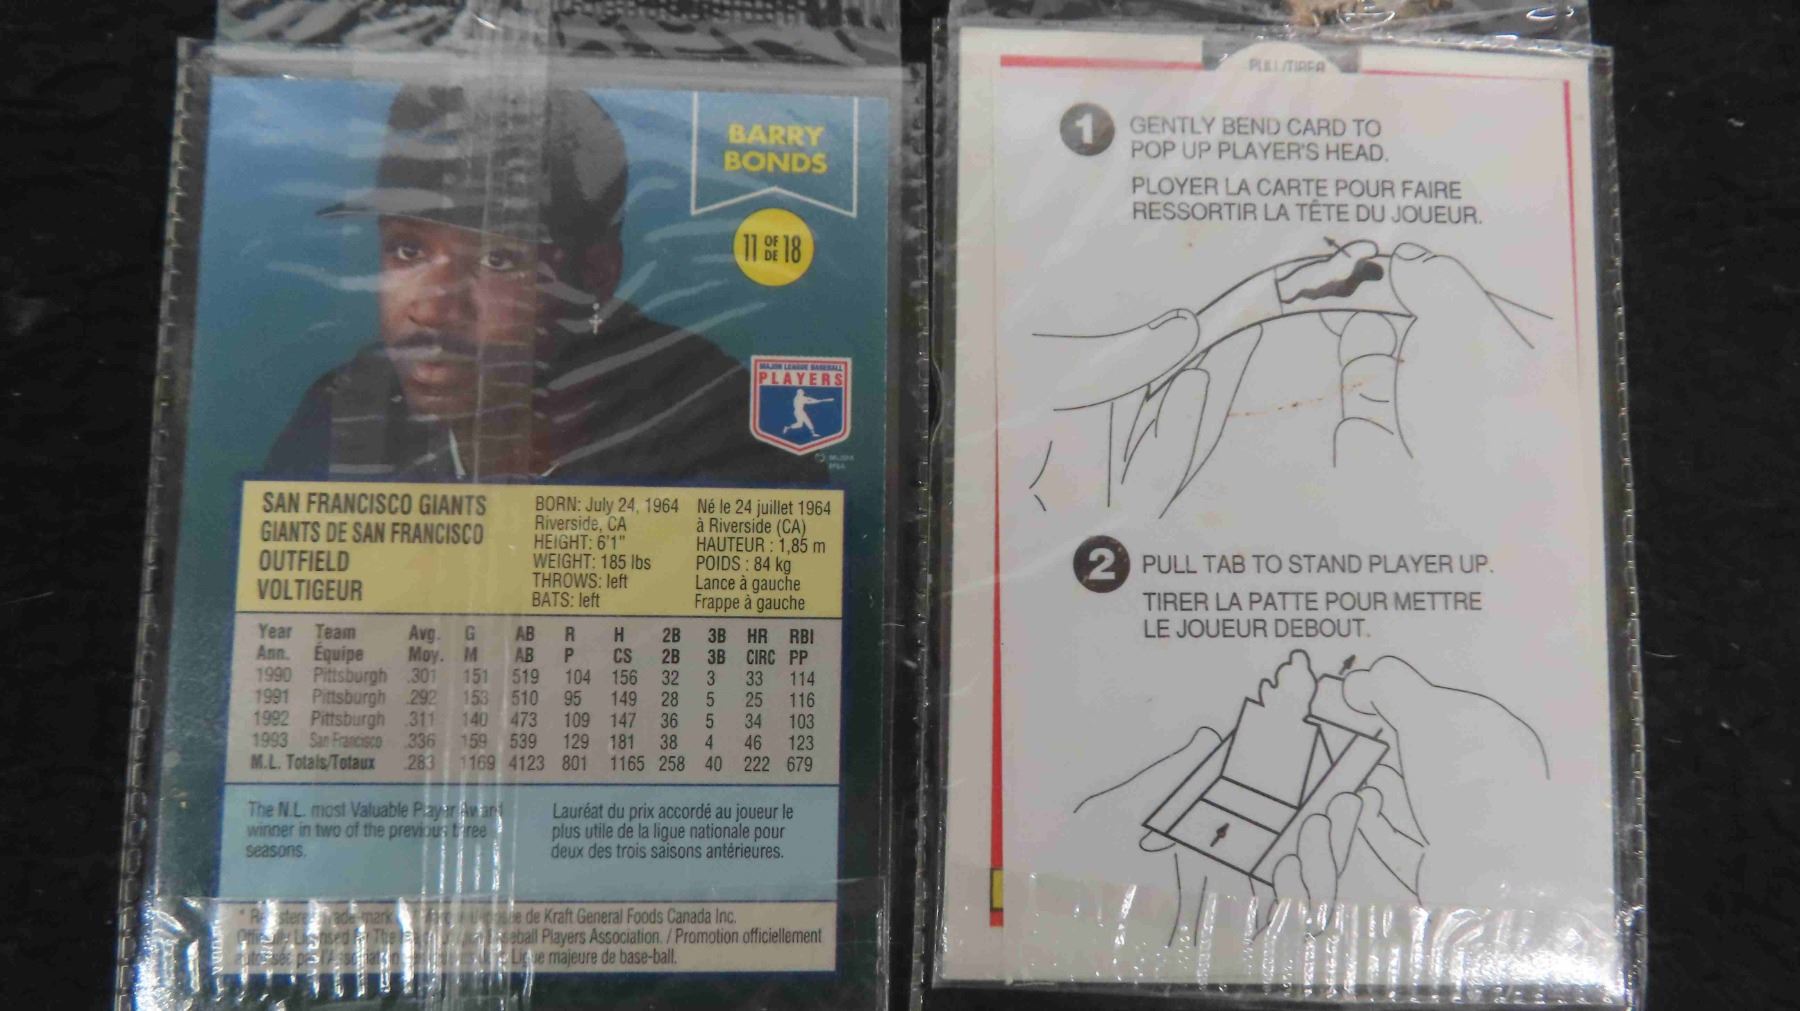 BARRY
BONDS
11 OF DE 18
MAJOR LEAGUE BASEBALL
PLAYERS
SAN FRANCISCO GIANTS
GIANTS DE SAN FRANCISCO
OUTFIELD
VOLTIGEUR
BORN: July 24, 1964
Riverside, CA
HEIGHT: 6'1"
WEIGHT: 185 lbs
THROWS: left
BATS: left
Né le 24 juillet 1964
à Riverside (CA)
HAUTEUR : 1,85 m
POIDS : 84 kg
Lance à gauche
Frappe à gauche
Year Team Avg. G AB R H 2B 3B HR RBI
Ann. Équipe Moy. M AB P CS 2B 3B CIRC PP
1990 Pittsburgh .301 151 519 104 156 32 3 33 114
1991 Pittsburgh .292 153 510 95 149 28 5 25 116
1992 Pittsburgh .311 140 473 109 147 36 5 34 103
1993 San Francisco .336 159 539 129 181 38 4 46 123
M.L. Totals/Totaux .283 1169 4123 801 1165 258 40 222 679
The N.L. most Valuable Player Award
winner in two of the previous three
seasons.
Lauréat du prix accordé au joueur le
plus utile de la ligue nationale pour
deux des trois saisons antérieures.
de Kraft General Foods Canada Inc.
Officially Licensed Baseball Players Association. / Promotion officiellement
Ligue majeure de base-ball.
PULL/TIRER
1 GENTLY BEND CARD TO
POP UP PLAYER'S HEAD.
PLOYER LA CARTE POUR FAIRE
RESSORTIR LA TÊTE DU JOUEUR.
2 PULL TAB TO STAND PLAYER UP.
TIRER LA PATTE POUR METTRE
LE JOUEUR DEBOUT.